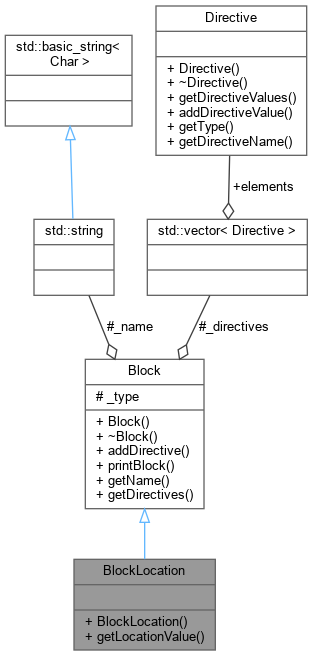 Directive
+ Directive()
+ ~Directive()
+ getDirectiveValues()
+ addDirectiveValue()
+ getType()
+ getDirectiveName()
std::basic_string<
Char >
+elements
std::string
std::vector< Directive >
#_name
#_directives
Block
# _type
+ Block()
+ ~Block()
+ addDirective()
+ printBlock()
+ getName()
+ getDirectives()
BlockLocation
+ BlockLocation()
+ getLocationValue()